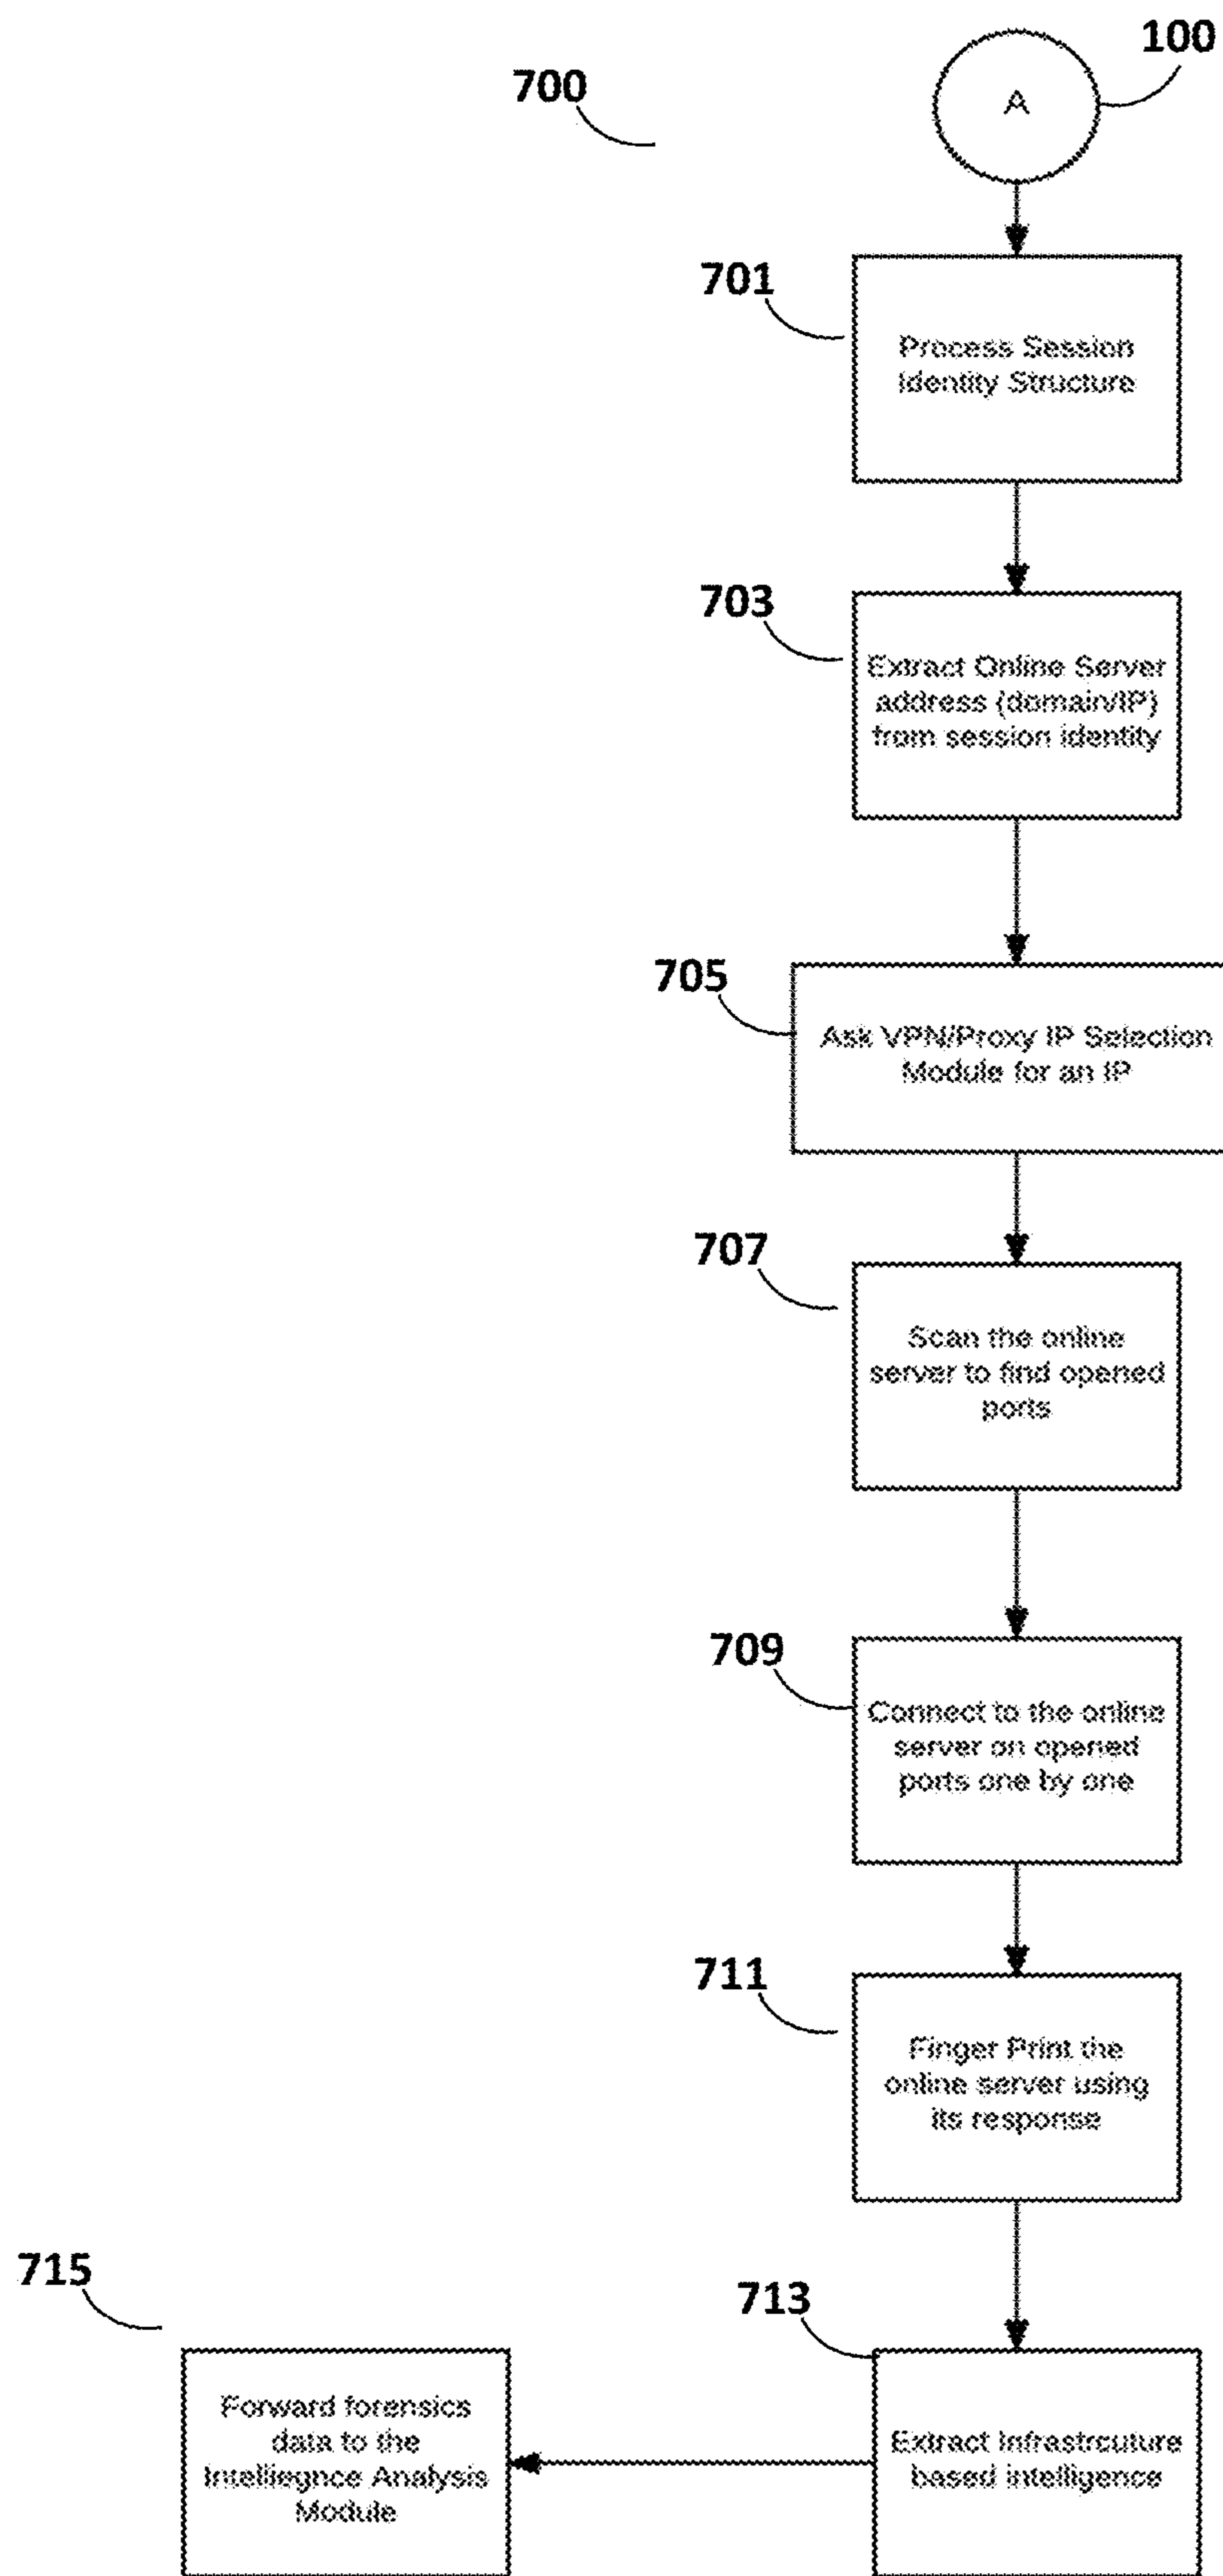 100
A
700
701
Process Session
Identity Structure
703
Extract Online Server
address (domain/IP)
from session identity
705
Ask VPN/Proxy IP Selection
Module for an IP
707
Scan the online
server to find opened
ports
709
Connect to the online
server on opened
ports one by one
711
Finger Print the
online server using
its response
713
Extract Infrastrcuture
based intelligence
715
Forward forensics
data to the
Intelliegnce Analysis
Module